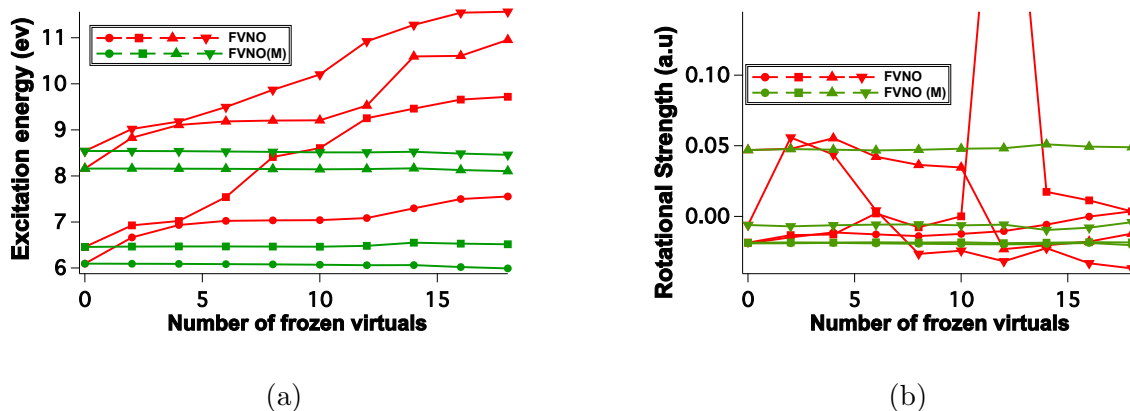 Excitation energy (ev)
11
10
9
8
7
6
FVNO
FVNO(M)
0
5
10
15
Number of frozen virtuals
(a)
Rotational Strength (a.u)
0.10
0.05
0.00
FVNO
FVNO (M)
0
5
10
15
Number of frozen virtuals
(b)